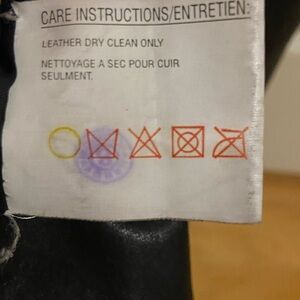 CARE INSTRUCTIONS/ENTRETIEN:
LEATHER DRY CLEAN ONLY
NETTOYAGE A SEC POUR CUIR
SEULMENT.